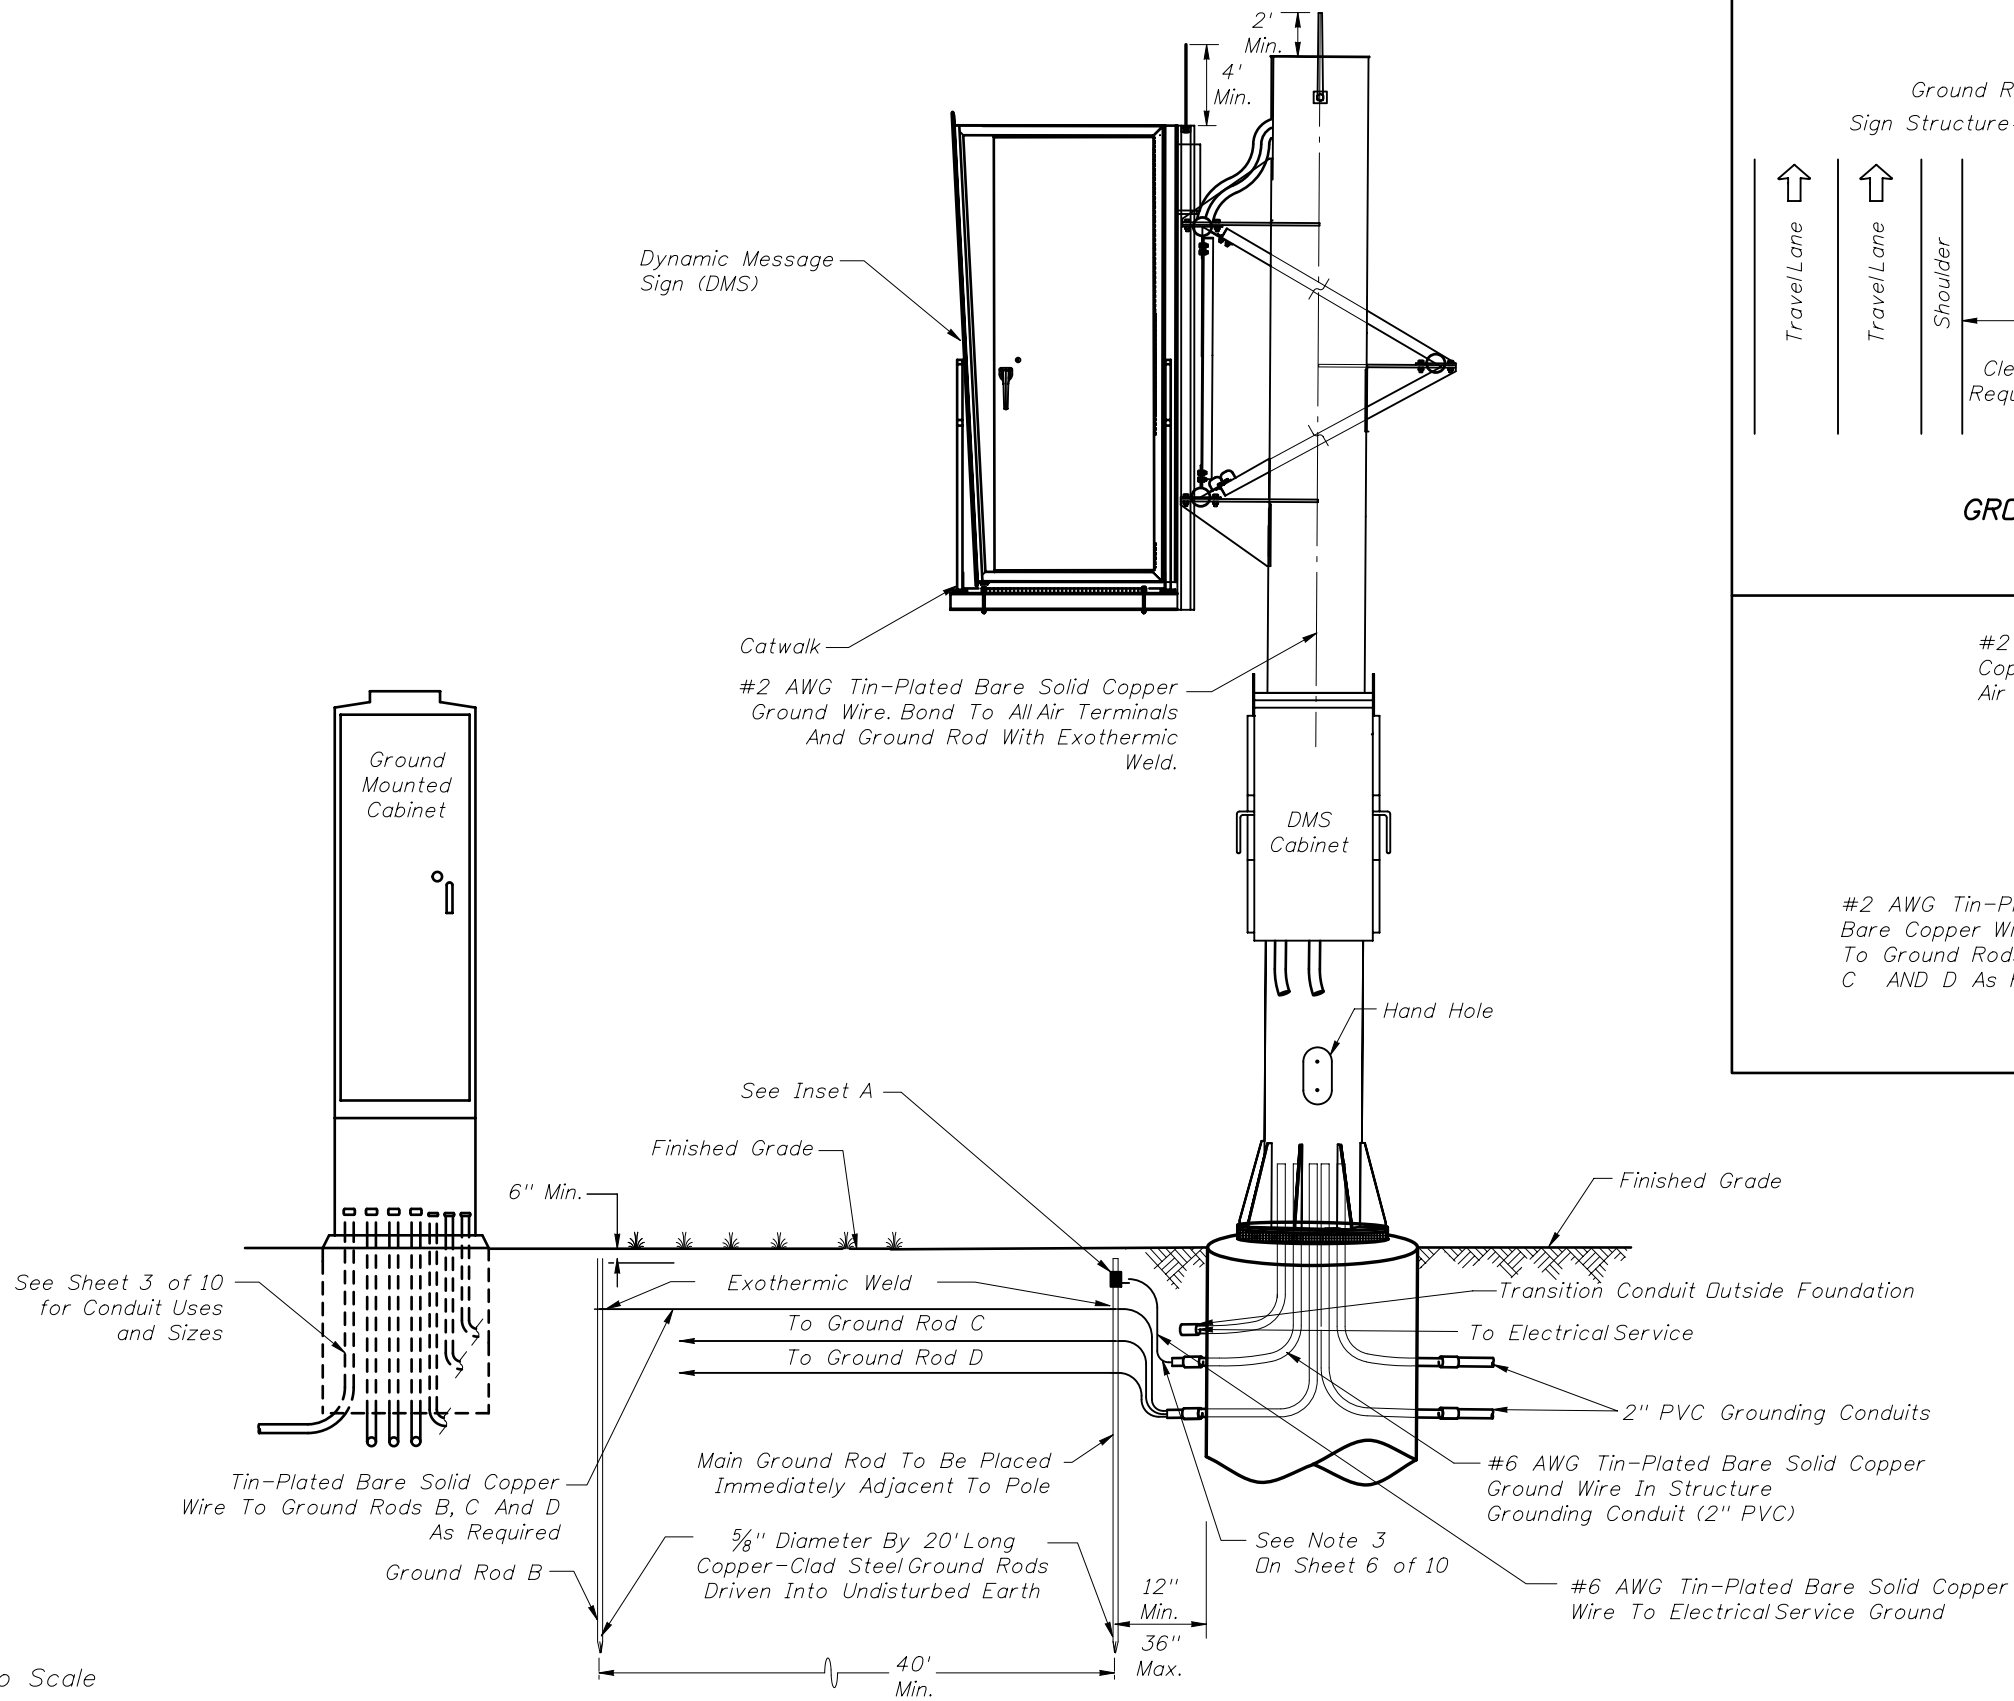 2'
Min.
4'
Min.
Ground
Sign Structure
Travel Lane
Travel Lane
Shoulder
Dynamic Message
Sign (DMS)
Catwalk
#2 AWG Tin-Plated Bare Solid Copper
Ground Wire. Bond To All Air Terminals
And Ground Rod With Exothermic
Weld.
#2
Air
Ground
Mounted
Cabinet
DMS
Cabinet
#2 AWG
Bare Copper
To Ground
C AND D As
Hand Hole
See Inset A
Finished Grade
6" Min.
Finished Grade
See Sheet 3 of 10
for Conduit Uses
and Sizes
Exothermic Weld
To Ground Rod C
To Ground Rod D
Transition Conduit Outside Foundation
To Electrical Service
2" PVC Grounding Conduits
Main Ground Rod To Be Placed
Immediately Adjacent To Pole
Tin-Plated Bare Solid Copper
Wire To Ground Rods B, C And D
As Required
#6 AWG Tin-Plated Bare Solid Copper
Ground Wire In Structure
Grounding Conduit (2" PVC)
⅝" Diameter By 20' Long
Copper-Clad Steel Ground Rods
Driven Into Undisturbed Earth
Ground Rod B
See Note 3
On Sheet 6 of 10
12"
Min.
36"
Max.
#6 AWG Tin-Plated Bare Solid Copper
Wire To Electrical Service Ground
40'
Min.
Scale